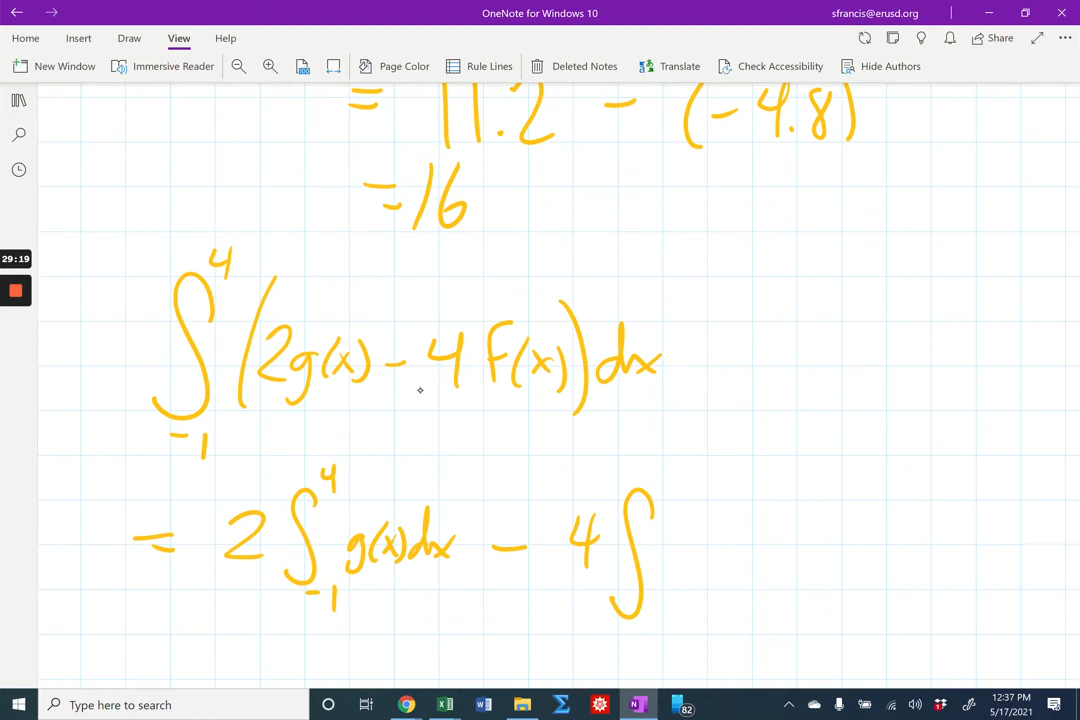 OneNote for Windows 10
sfrancis@erusd.org
Home Insert Draw View Help
Share
New Window Immersive Reader Page Color Rule Lines Deleted Notes Translate Check Accessibility Hide Authors
= 11.2 - (-4.8)
=16
29:19
∫_{-1}^{4} (2g(x) - 4f(x))dx
= 2∫_{-1}^{4} g(x)dx - 4∫
Type here to search
82
12:37 PM
5/17/2021